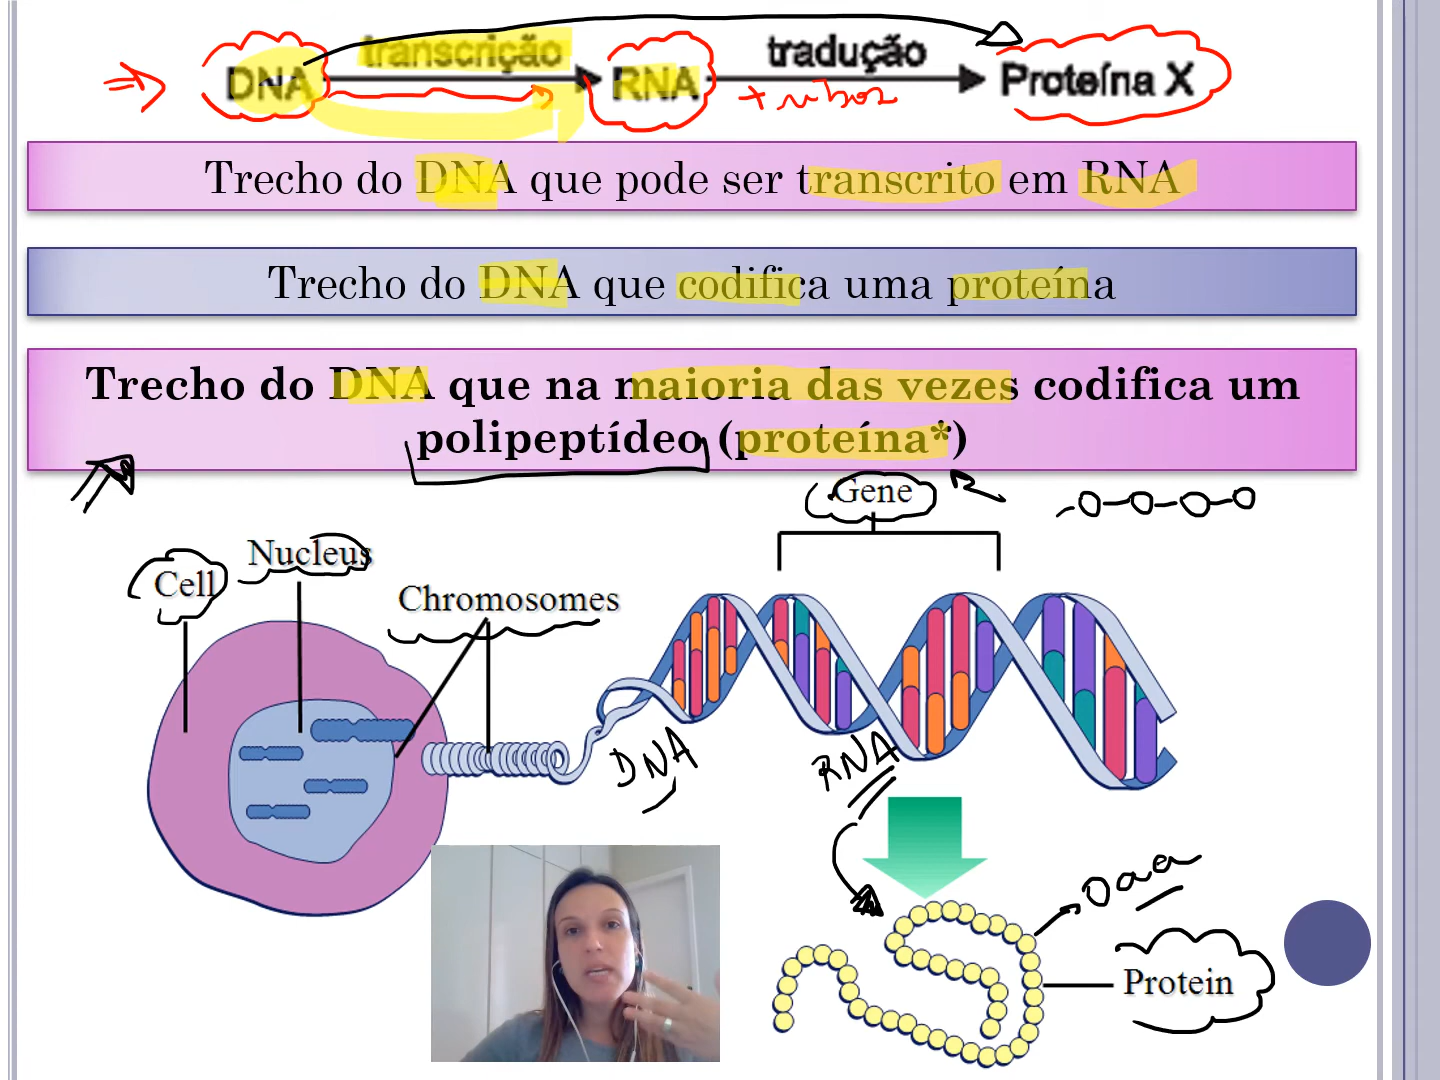 DNA transcrição RNA tradução Proteína X
Trecho do DNA que pode ser transcrito em RNA
Trecho do DNA que codifica uma proteína
Trecho do DNA que na maioria das vezes codifica um
polipeptídeo (proteína*)
Gene
Nucleus
Cell
Chromosomes
DNA
RNA
Protein